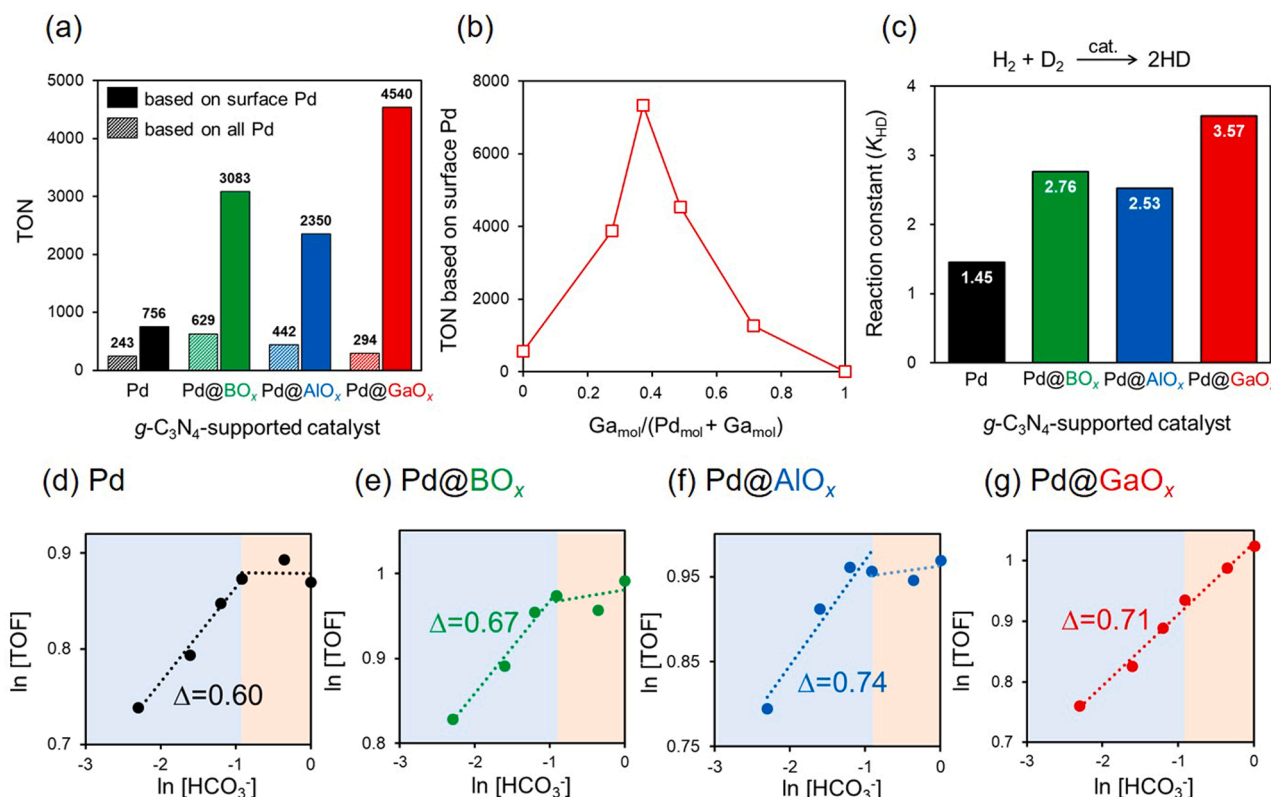 (a)
5000
4000
3000
2000
1000
0
TON
based on surface Pd
based on all Pd
243
756
629
3083
442
2350
294
4540
Pd
Pd@BOₓ
Pd@AlOₓ
Pd@GaOₓ
g-C₃N₄-supported catalyst
(b)
8000
6000
4000
2000
0
TON based on surface Pd
0 0.2 0.4 0.6 0.8 1
Ga_mol/(Pd_mol + Ga_mol)
(c)
H₂ + D₂ cat. → 2HD
4
3
2
1
0
Reaction constant (K_HD)
1.45
2.76
2.53
3.57
Pd
Pd@BOₓ
Pd@AlOₓ
Pd@GaOₓ
g-C₃N₄-supported catalyst
(d) Pd
0.9
0.8
0.7
ln [TOF]
Δ=0.60
-3 -2 -1 0
ln [HCO₃⁻]
(e) Pd@BOₓ
1
0.9
0.8
ln [TOF]
Δ=0.67
-3 -2 -1 0
ln [HCO₃⁻]
(f) Pd@AlOₓ
0.95
0.85
0.75
ln [TOF]
Δ=0.74
-3 -2 -1 0
ln [HCO₃⁻]
(g) Pd@GaOₓ
1
0.9
0.8
0.7
ln [TOF]
Δ=0.71
-3 -2 -1 0
ln [HCO₃⁻]